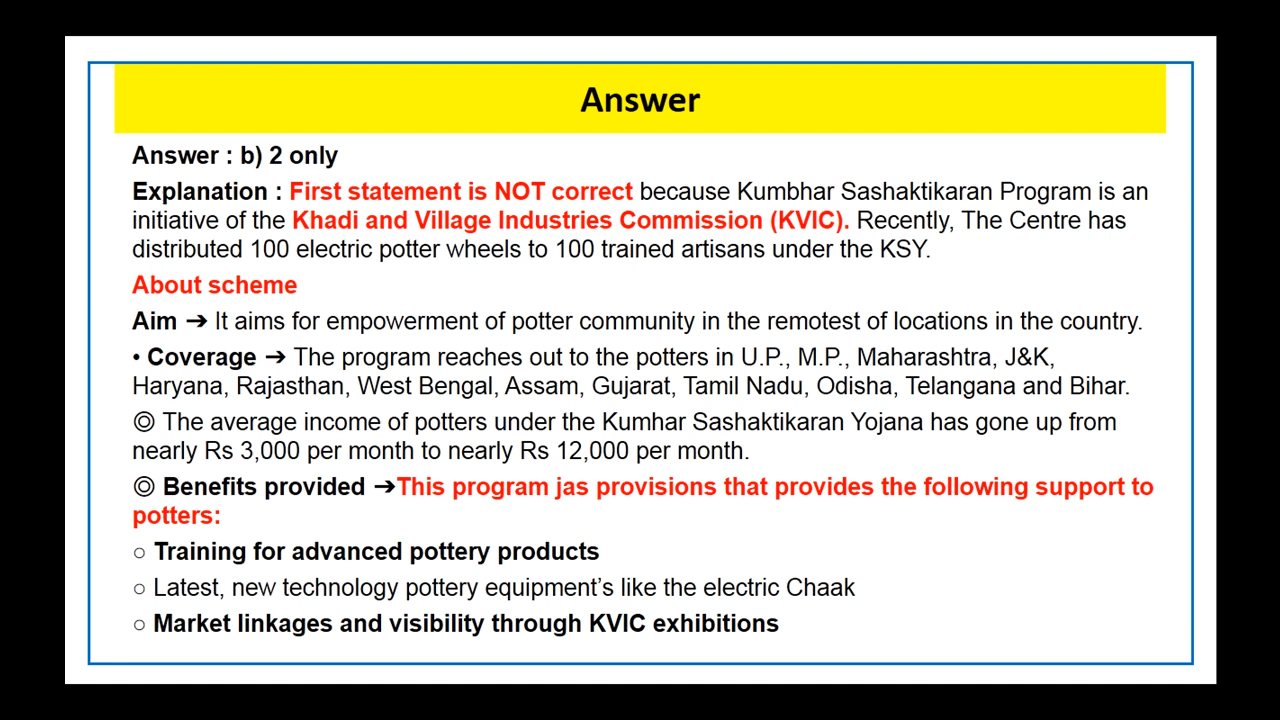 Answer
Answer : b) 2 only
Explanation : First statement is NOT correct because Kumbhar Sashaktikaran Program is an
initiative of the Khadi and Village Industries Commission (KVIC). Recently, The Centre has
distributed 100 electric potter wheels to 100 trained artisans under the KSY.
About scheme
Aim ➔ It aims for empowerment of potter community in the remotest of locations in the country.
• Coverage ➔ The program reaches out to the potters in U.P., M.P., Maharashtra, J&K,
Haryana, Rajasthan, West Bengal, Assam, Gujarat, Tamil Nadu, Odisha, Telangana and Bihar.
◎ The average income of potters under the Kumhar Sashaktikaran Yojana has gone up from
nearly Rs 3,000 per month to nearly Rs 12,000 per month.
◎ Benefits provided ➔This program jas provisions that provides the following support to
potters:
○ Training for advanced pottery products
○ Latest, new technology pottery equipment’s like the electric Chaak
○ Market linkages and visibility through KVIC exhibitions